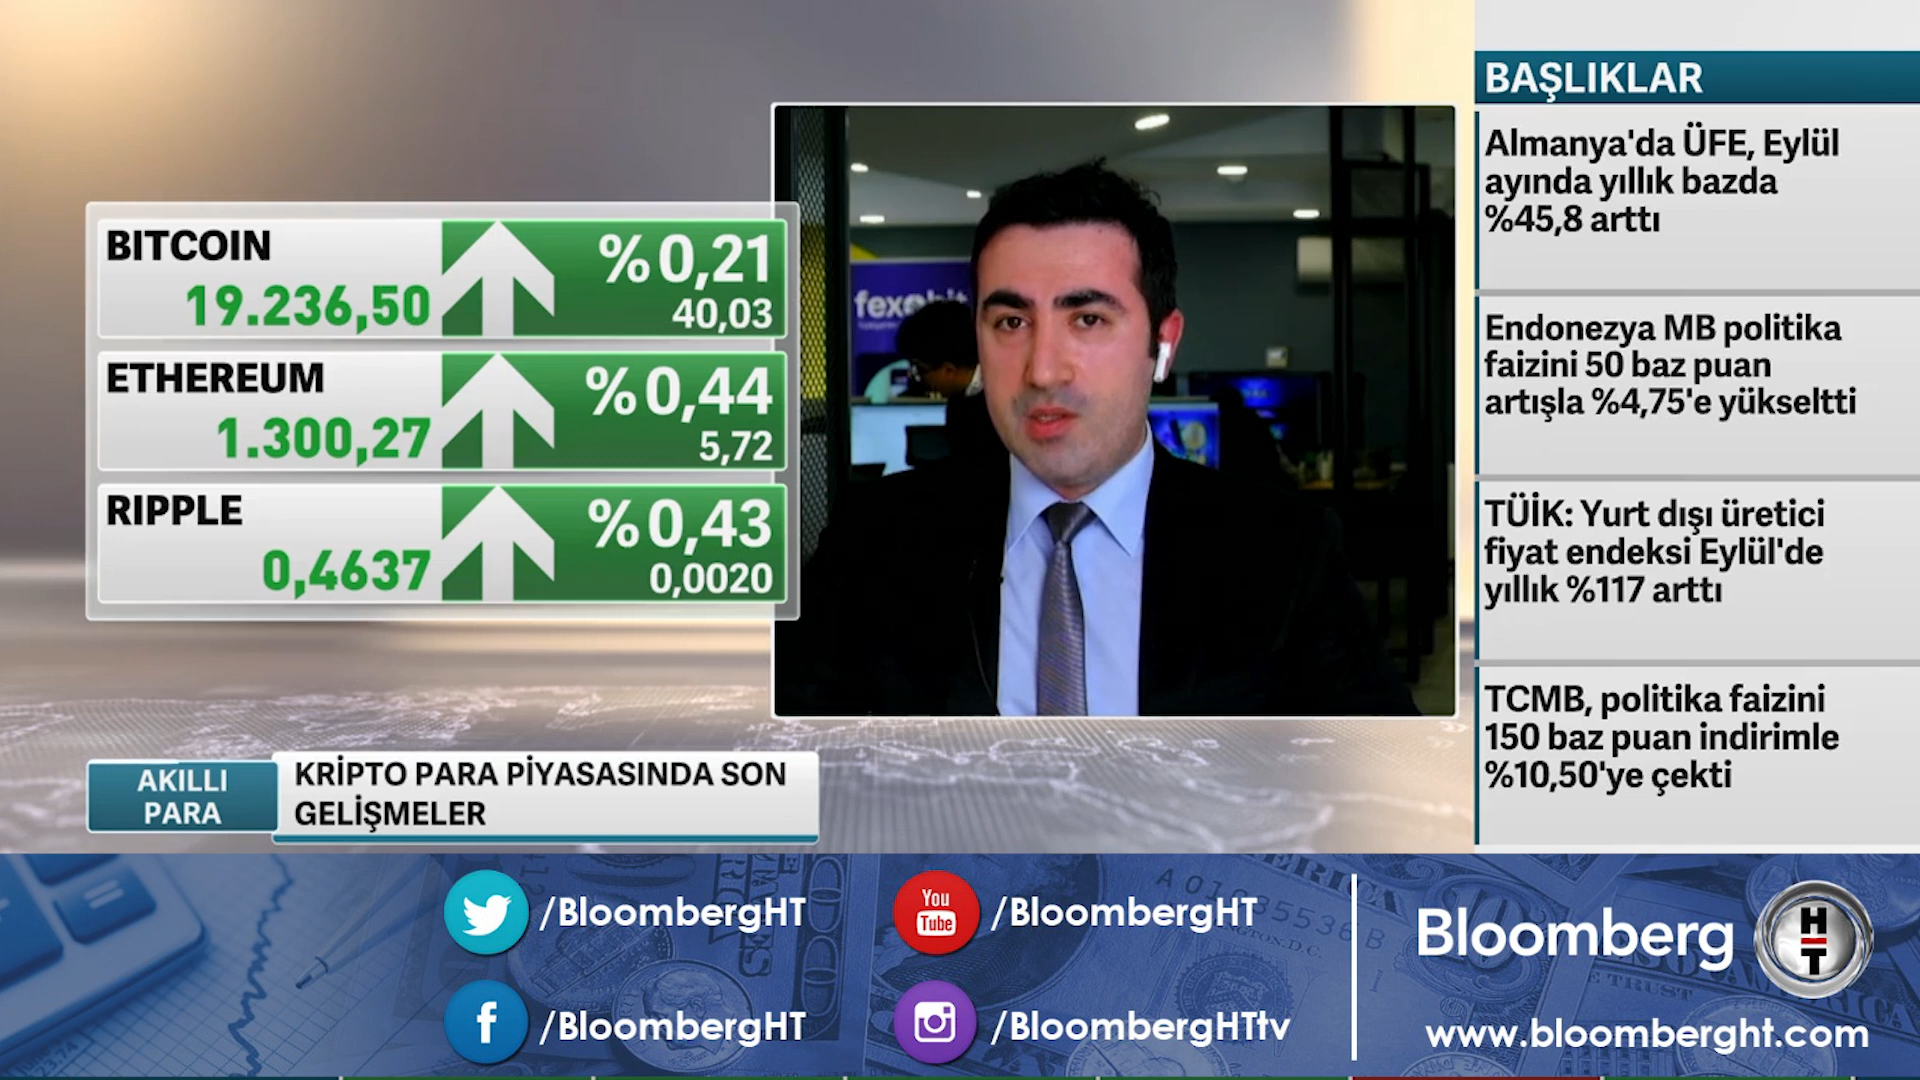 BAŞLIKLAR
Almanya'da ÜFE, Eylül
ayında yıllık bazda
%45,8 arttı
Endonezya MB politika
faizini 50 baz puan
artışla %4,75'e yükseltti
TÜİK: Yurt dışı üretici
fiyat endeksi Eylül'de
yıllık %117 arttı
TCMB, politika faizini
150 baz puan indirimle
%10,50'ye çekti
BITCOIN
19.236,50
%0,21
40,03
ETHEREUM
1.300,27
%0,44
5,72
RIPPLE
0,4637
%0,43
0,0020
AKILLI
PARA
KRİPTO PARA PİYASASINDA SON
GELİŞMELER
/BloombergHT
You
Tube
/BloombergHT
/BloombergHT
/BloombergHTtv
Bloomberg
HT
www.bloomberght.com